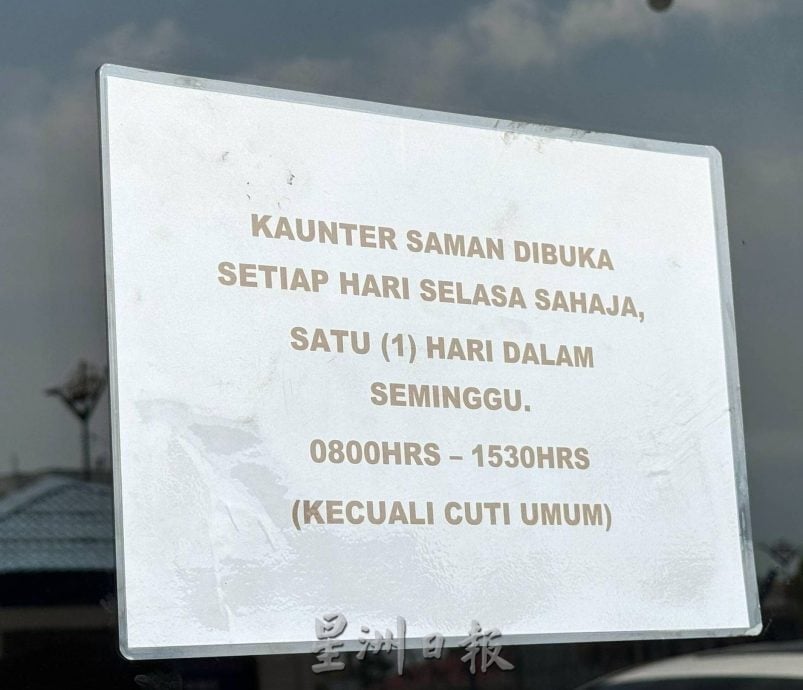 KAUNTER SAMAN DIBUKA
SETIAP HARI SELASA SAHAJA,
SATU (1) HARI DALAM
SEMINGGU.
0800HRS – 1530HRS
(KECUALI CUTI UMUM)
星洲日報